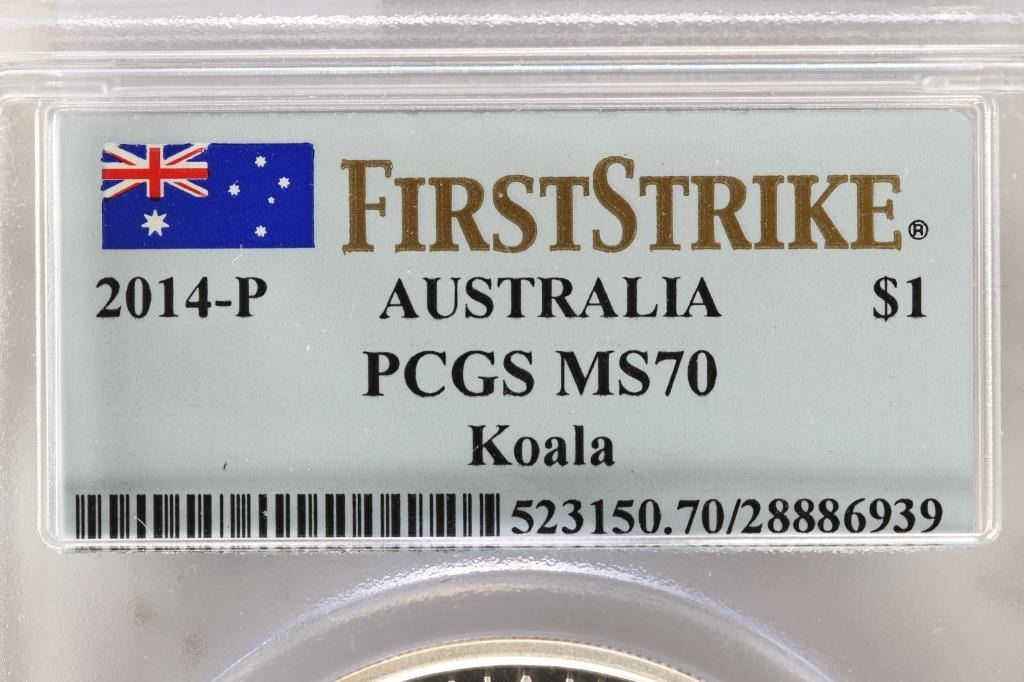 FIRSTSTRIKE®
2014-P AUSTRALIA $1
PCGS MS70
Koala
523150.70/28886939